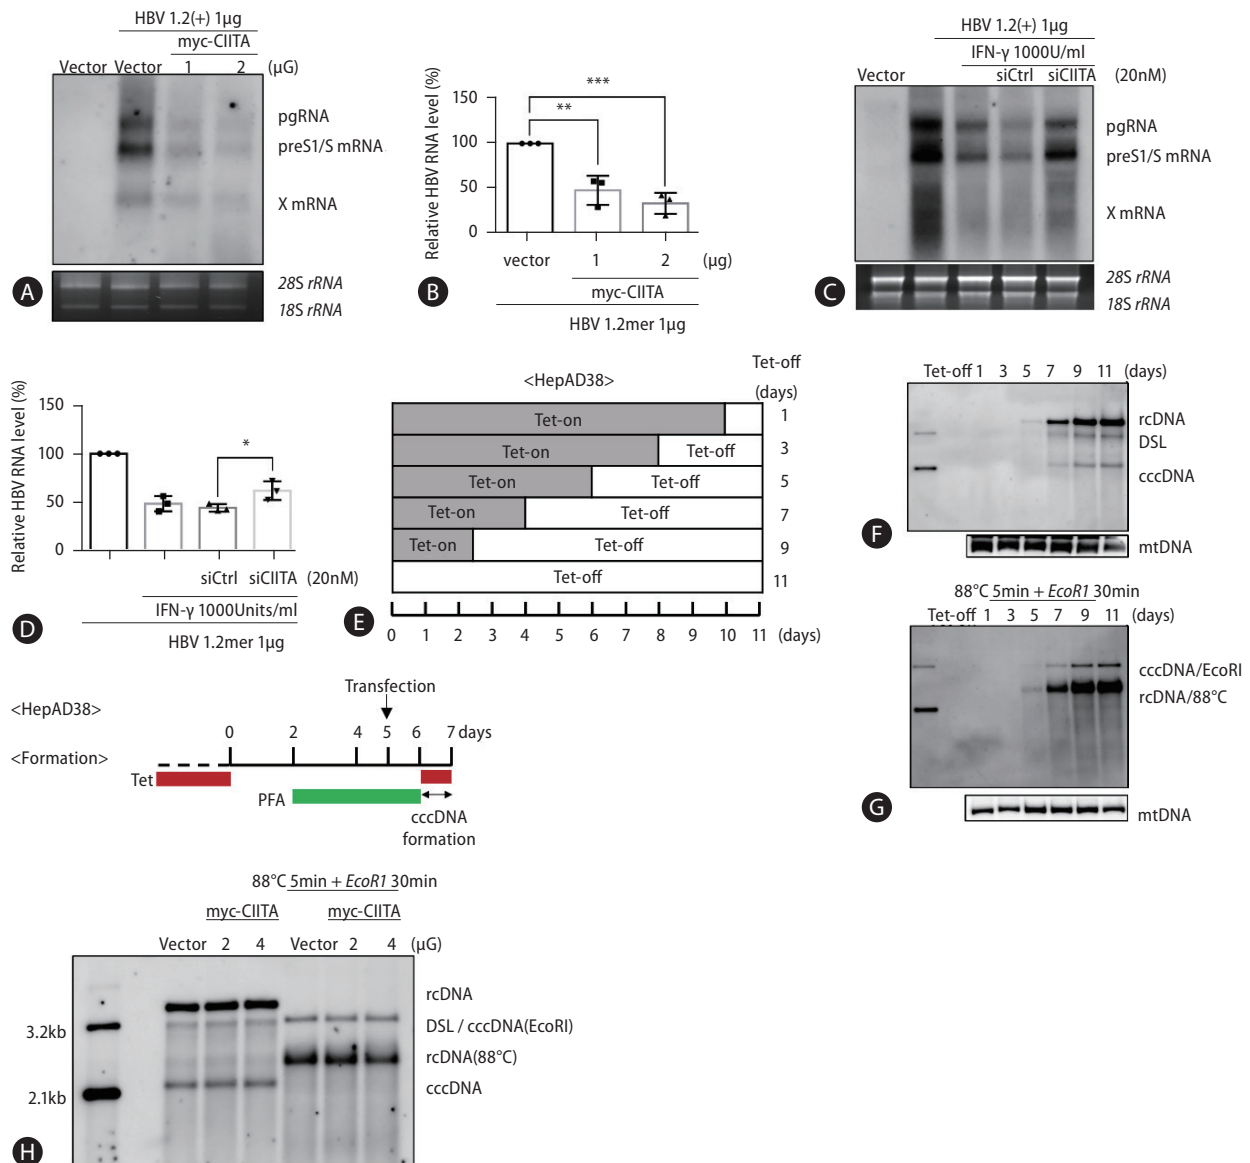 HBV 1.2(+) 1µg
myc-CIITA
Vector Vector 1 2 (µG)
pgRNA
preS1/S mRNA
X mRNA
28S rRNA
18S rRNA
A
Relative HBV RNA level (%)
150
100
50
0
**
***
vector 1 2 (µg)
myc-CIITA
HBV 1.2mer 1µg
B
HBV 1.2(+) 1µg
IFN-γ 1000U/ml
Vector siCtrl siCIITA (20nM)
pgRNA
preS1/S mRNA
X mRNA
28S rRNA
18S rRNA
C
Relative HBV RNA level (%)
150
100
50
0
*
siCtrl siCIITA (20nM)
IFN-γ 1000Units/ml
HBV 1.2mer 1µg
D
<HepAD38>
Tet-off
(days)
Tet-on 1
Tet-on Tet-off 3
Tet-on Tet-off 5
Tet-on Tet-off 7
Tet-on Tet-off 9
Tet-off 11
0 1 2 3 4 5 6 7 8 9 10 11 (days)
E
Tet-off 1 3 5 7 9 11 (days)
rcDNA
DSL
cccDNA
mtDNA
F
88°C 5min + EcoR1 30min
Tet-off 1 3 5 7 9 11 (days)
cccDNA/EcoRI
rcDNA/88°C
mtDNA
G
Transfection
<HepAD38>
0 2 4 5 6 7 days
<Formation>
Tet
PFA
cccDNA
formation
88°C 5min + EcoR1 30min
myc-CIITA myc-CIITA
Vector 2 4 Vector 2 4 (µG)
rcDNA
3.2kb
DSL / cccDNA(EcoRI)
rcDNA(88°C)
cccDNA
2.1kb
H